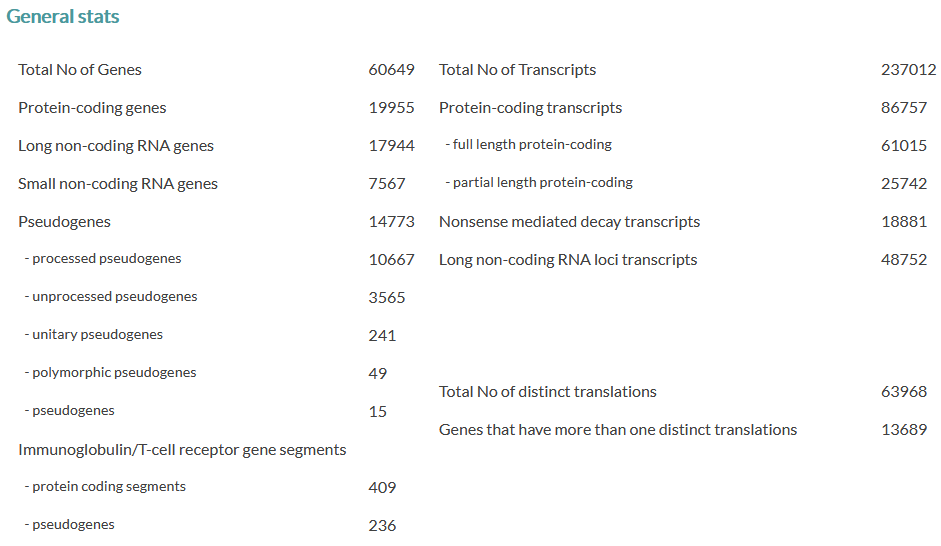 General stats
Total No of Genes 60649 Total No of Transcripts 237012
Protein-coding genes 19955 Protein-coding transcripts 86757
Long non-coding RNA genes 17944 - full length protein-coding 61015
Small non-coding RNA genes 7567 - partial length protein-coding 25742
Pseudogenes 14773 Nonsense mediated decay transcripts 18881
- processed pseudogenes 10667 Long non-coding RNA loci transcripts 48752
- unprocessed pseudogenes 3565
- unitary pseudogenes 241
- polymorphic pseudogenes 49 Total No of distinct translations 63968
- pseudogenes 15 Genes that have more than one distinct translations 13689
Immunoglobulin/T-cell receptor gene segments
- protein coding segments 409
- pseudogenes 236